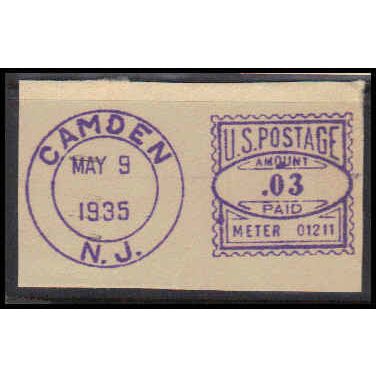 CAMDEN
MAY 9
1935
N.J.
U.S.POSTAGE
AMOUNT
.03
PAID
METER 01211